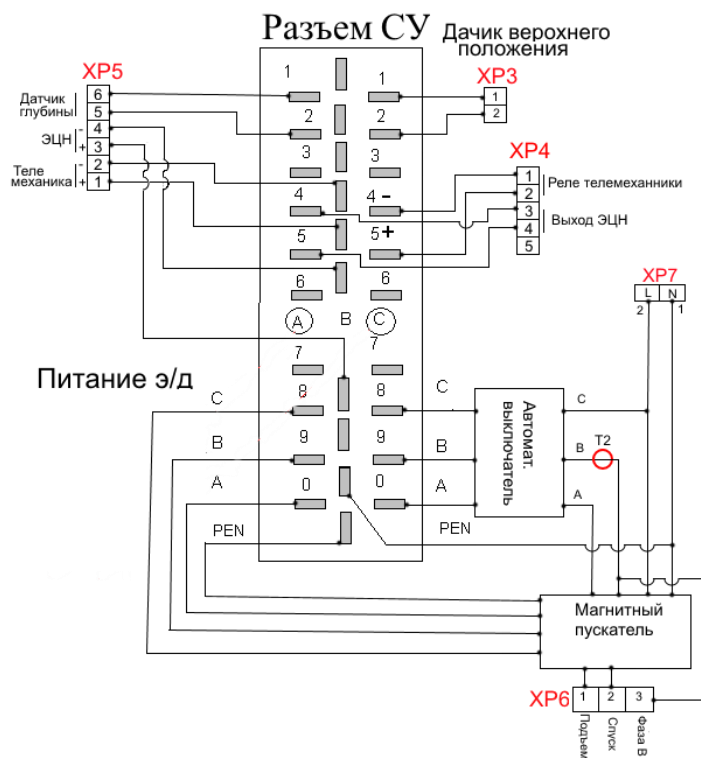 Разъем СУ
Дачик верхнего
положения
XP5
Датчик
глубины
ЭЦН
Теле
механика
-
+
-
+
6
5
4
3
2
1
XP3
1
2
XP4
1
2
3
4
5
Реле телемеханники
Выход ЭЦН
1
1
2
2
3
3
4
4 -
5
5 +
6
6
A
B
C
7
7
8
8
9
9
0
0
XP7
L
N
2
1
Питание э/д
C
B
A
PEN
C
B
A
PEN
Автомат.
выключатель
C
B
A
T2
Магнитный
пускатель
XP6
1
2
3
Подъем
Спуск
Фаза В